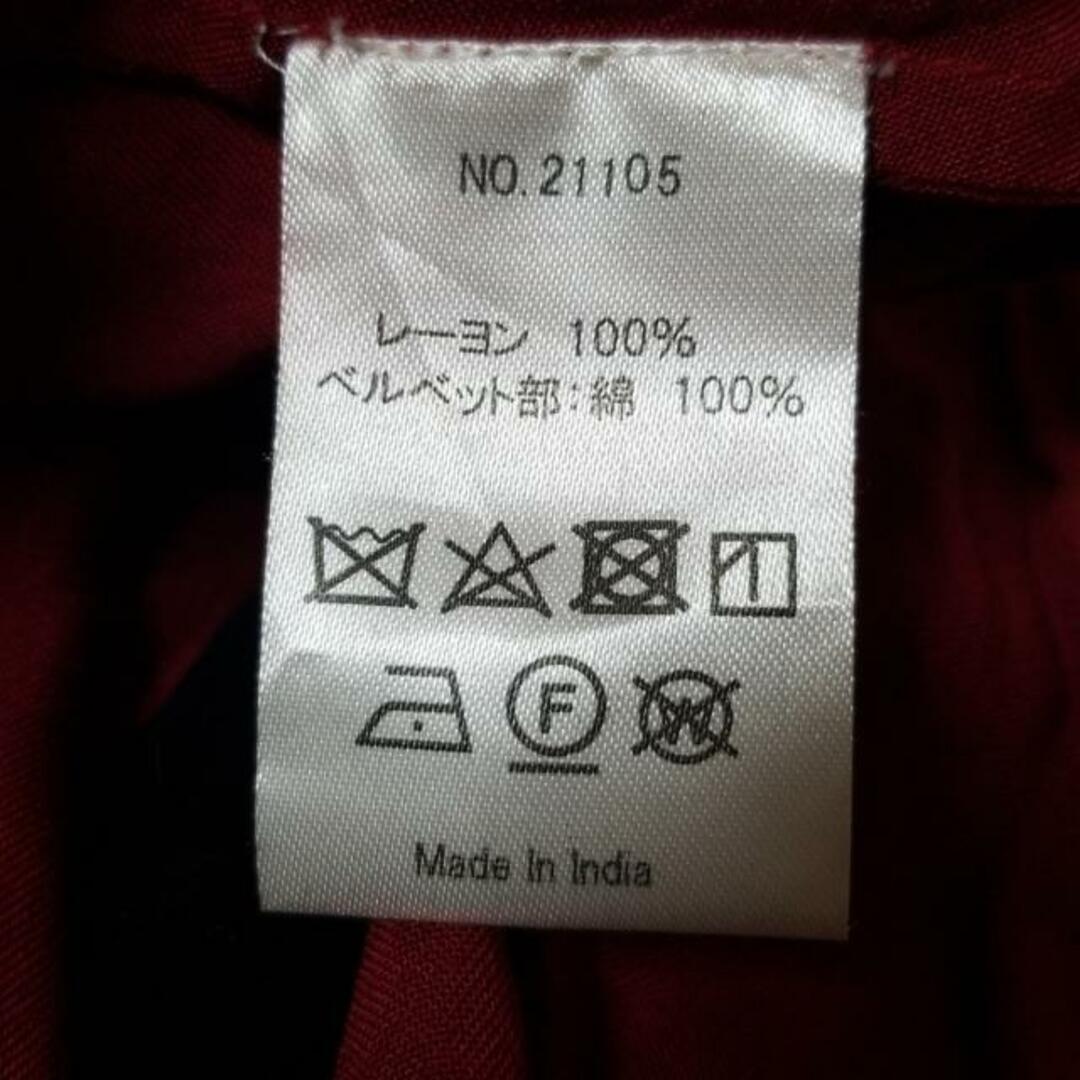 NO. 21105
レーヨン 100%
ベルベット部:綿 100%
F W
Made In India